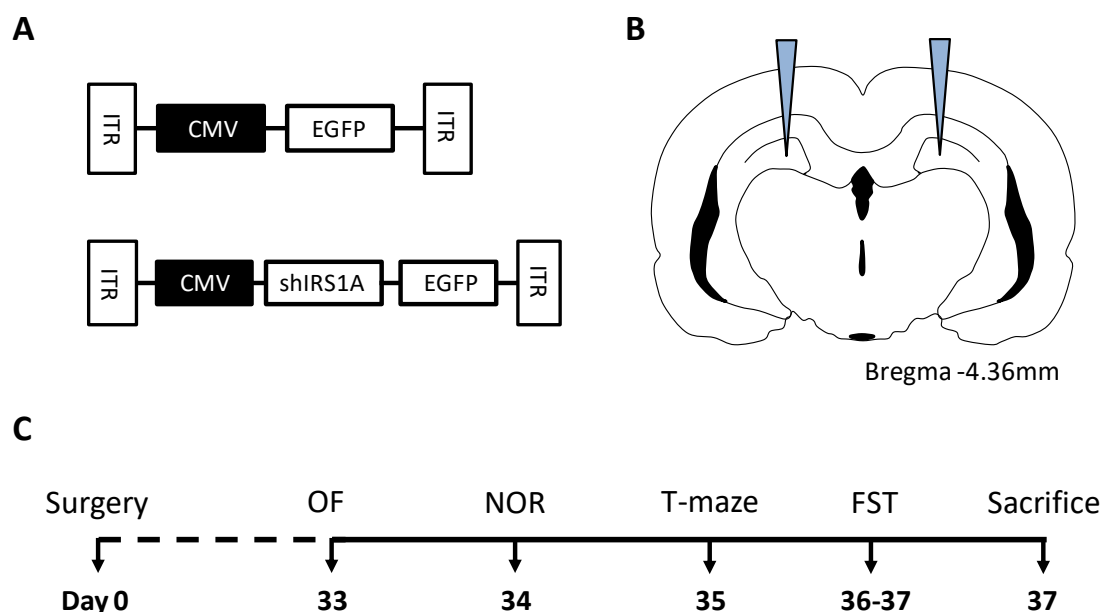 A
ITR CMV EGFP ITR
ITR CMV shIRS1A EGFP ITR
B
Bregma -4.36mm
C
Surgery OF NOR T-maze FST Sacrifice
Day 0 33 34 35 36-37 37